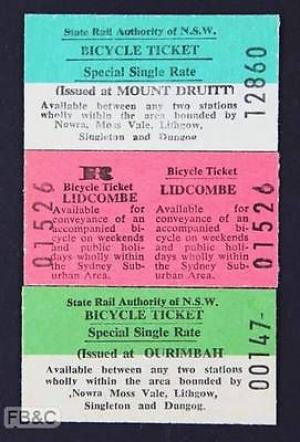 State Rail Authority of N.S.W.
BICYCLE TICKET
Special Single Rate
(Issued at MOUNT DRUITT)
Available between any two stations
wholly within the area bounded by
Nowra, Moss Vale, Lithgow,
Singleton and Dungog
12860
01526
R
Bicycle Ticket
LIDCOMBE
Available for
conveyance of an
accompanied bi-
cycle on weekends
and public holi-
days wholly within
the Sydney Sub-
urban Area.
Bicycle Ticket
LIDCOMBE
Available for
conveyance of an
accompanied bi-
cycle on weekends
and public holi-
days wholly within
the Sydney Sub-
urban Area.
01526
State Rail Authority of N.S.W.
BICYCLE TICKET
Special Single Rate
(Issued at OURIMBAH
Available between any two stations
wholly within the area bounded by
Nowra Moss Vale, Lithgow,
Singleton and Dungog.
00147
FB&C